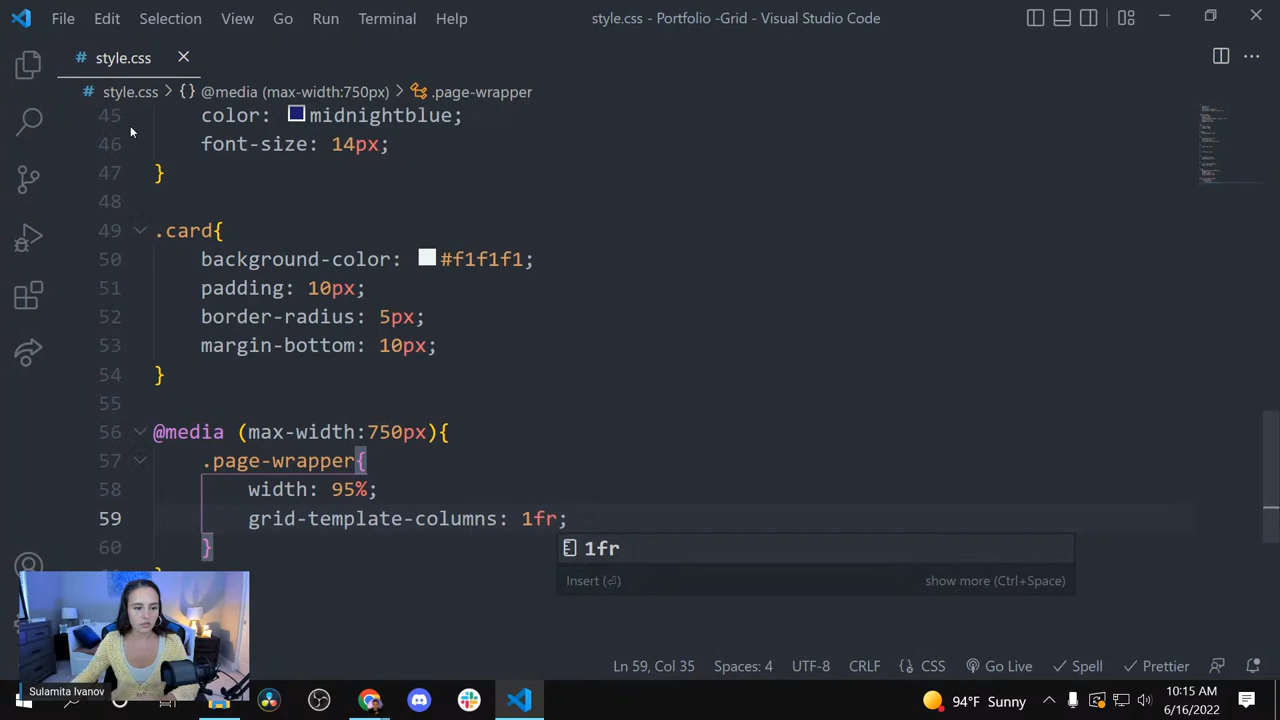 File Edit Selection View Go Run Terminal Help
style.css - Portfolio -Grid - Visual Studio Code
# style.css
# style.css > {} @media (max-width:750px) > .page-wrapper
45 color: midnightblue;
46 font-size: 14px;
47 }
48
49 .card{
50 background-color: #f1f1f1;
51 padding: 10px;
52 border-radius: 5px;
53 margin-bottom: 10px;
54 }
55
56 @media (max-width:750px){
57 .page-wrapper{
58 width: 95%;
59 grid-template-columns: 1fr;
60 }
1fr
Insert (⏎) show more (Ctrl+Space)
Sulamita Ivanov
Ln 59, Col 35 Spaces: 4 UTF-8 CRLF {} CSS Go Live Spell Prettier
94°F Sunny
10:15 AM
6/16/2022